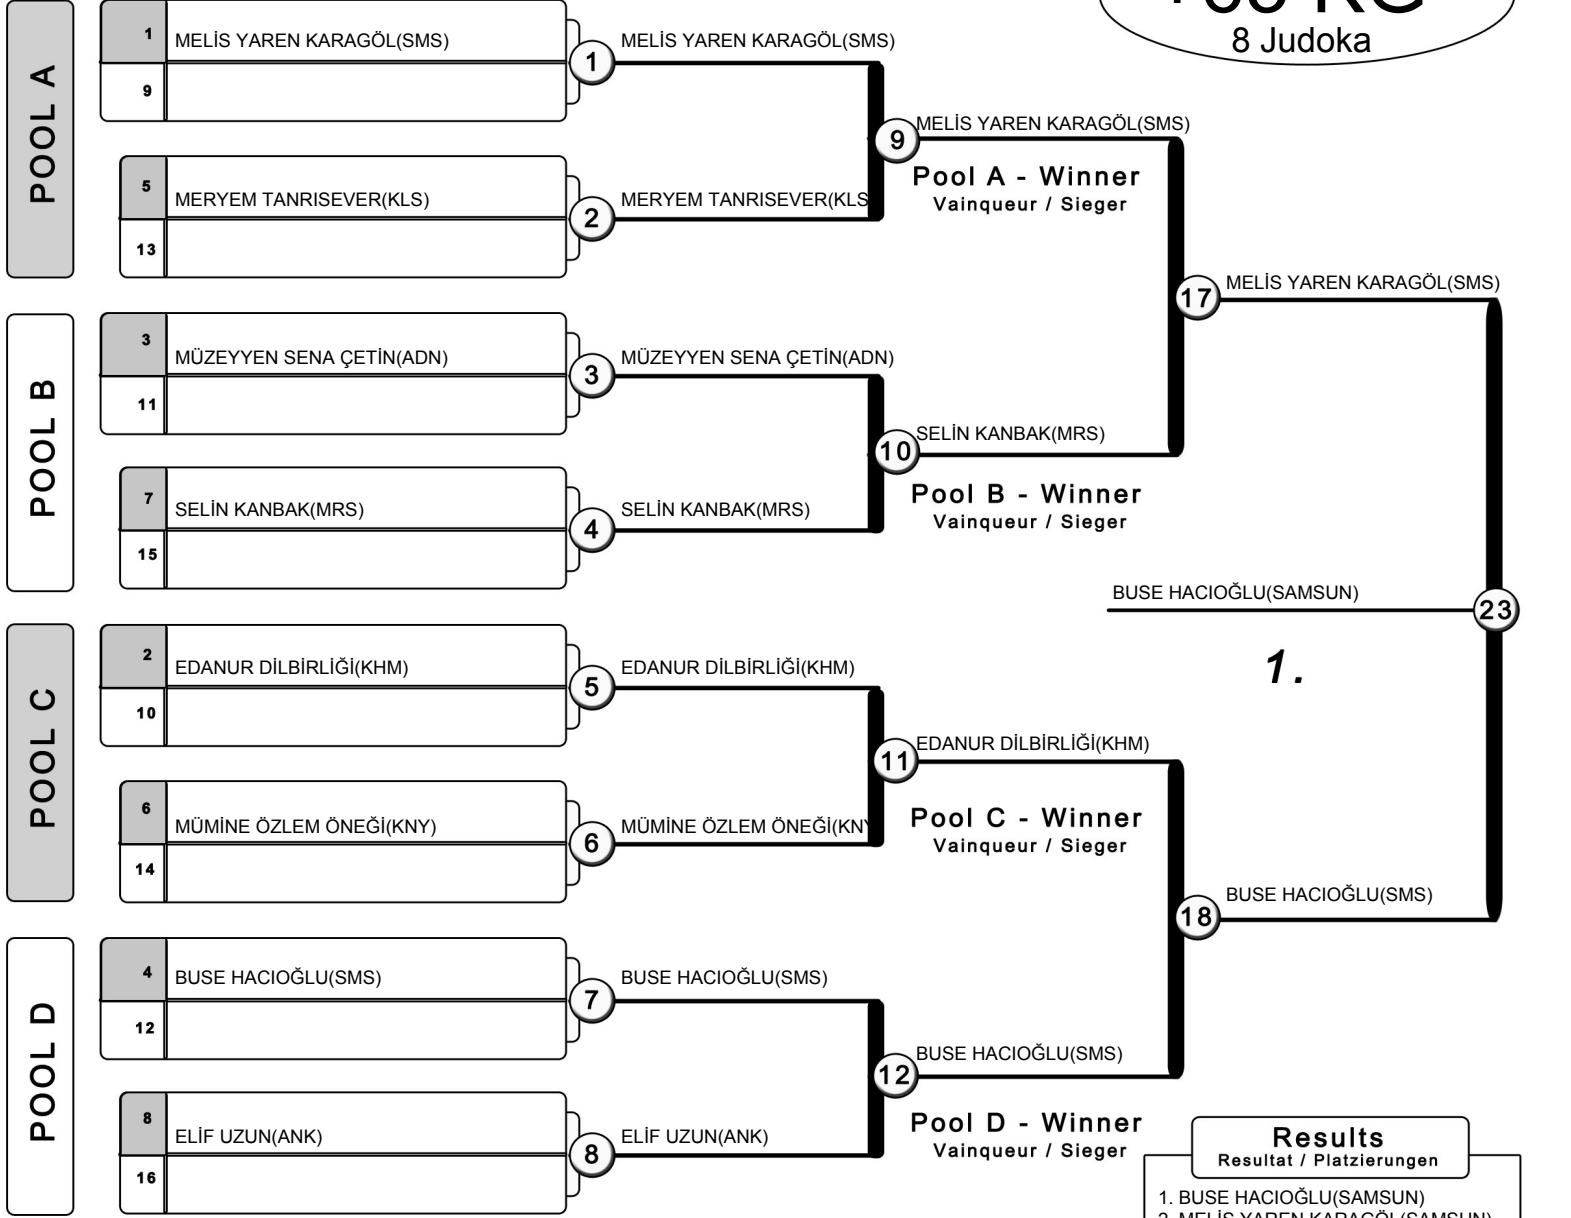 8 Judoka
POOL A
1 MELİS YAREN KARAGÖL(SMS)
9
1 MELİS YAREN KARAGÖL(SMS)
5 MERYEM TANRISEVER(KLS)
13
2 MERYEM TANRISEVER(KLS
9 MELİS YAREN KARAGÖL(SMS)
Pool A - Winner
Vainqueur / Sieger
17 MELİS YAREN KARAGÖL(SMS)
POOL B
3 MÜZEYYEN SENA ÇETİN(ADN)
11
3 MÜZEYYEN SENA ÇETİN(ADN)
7 SELİN KANBAK(MRS)
15
4 SELİN KANBAK(MRS)
10 SELİN KANBAK(MRS)
Pool B - Winner
Vainqueur / Sieger
BUSE HACIOĞLU(SAMSUN)
23
1.
POOL C
2 EDANUR DİLBİRLİĞİ(KHM)
10
5 EDANUR DİLBİRLİĞİ(KHM)
6 MÜMİNE ÖZLEM ÖNEĞİ(KNY)
14
6 MÜMİNE ÖZLEM ÖNEĞİ(KNY
11 EDANUR DİLBİRLİĞİ(KHM)
Pool C - Winner
Vainqueur / Sieger
18 BUSE HACIOĞLU(SMS)
POOL D
4 BUSE HACIOĞLU(SMS)
12
7 BUSE HACIOĞLU(SMS)
8 ELİF UZUN(ANK)
16
8 ELİF UZUN(ANK)
12 BUSE HACIOĞLU(SMS)
Pool D - Winner
Vainqueur / Sieger
Results
Resultat / Platzierungen
1. BUSE HACIOĞLU(SAMSUN)
2. MELİS YAREN KARAGÖL(SAMSUN)